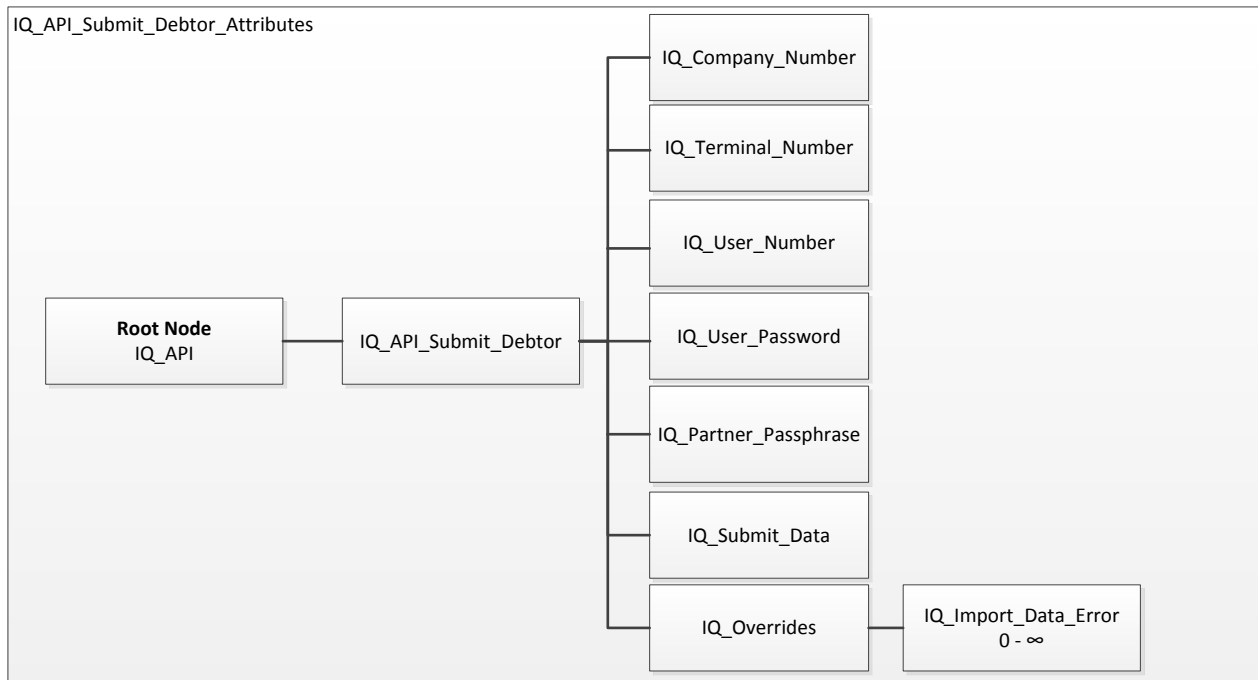 IQ_API_Submit_Debtor_Attributes
IQ_Company_Number
IQ_Terminal_Number
IQ_User_Number
Root Node
IQ_API
IQ_API_Submit_Debtor
IQ_User_Password
IQ_Partner_Passphrase
IQ_Submit_Data
IQ_Overrides
IQ_Import_Data_Error
0 - ∞